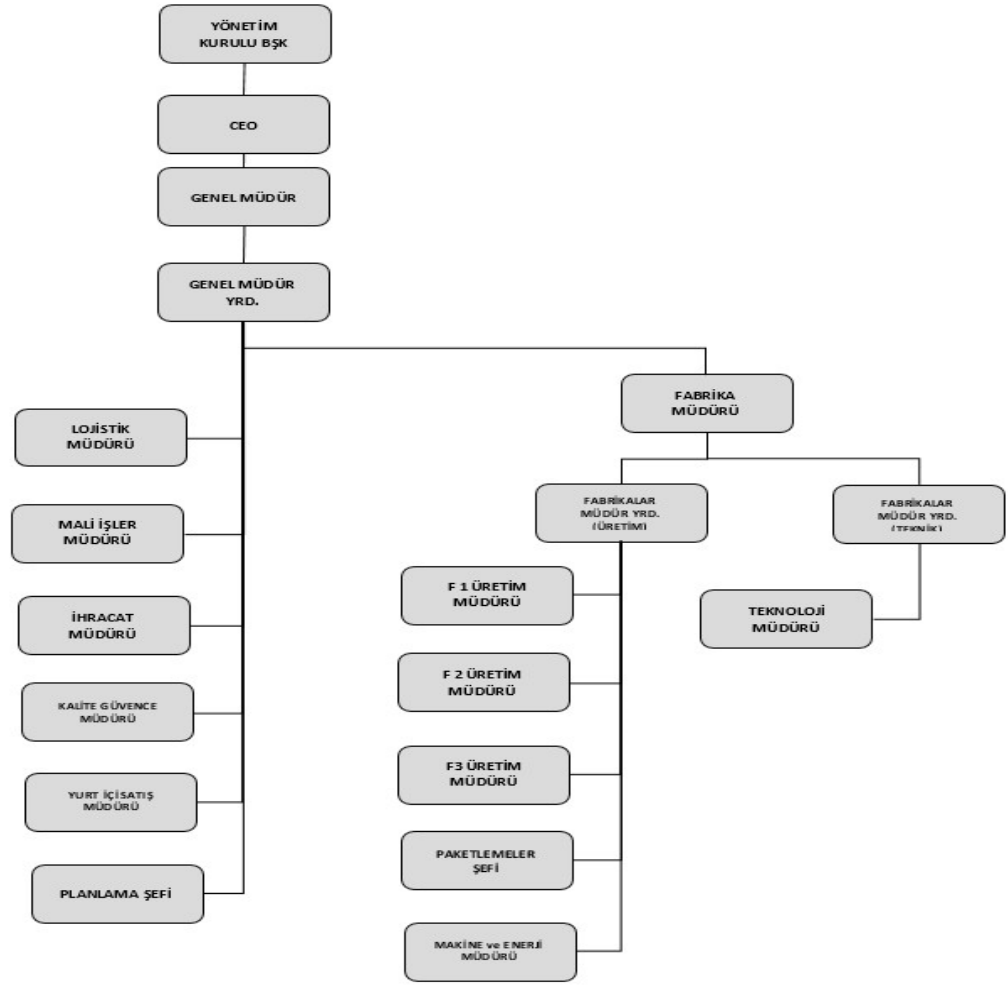 YÖNETİM
KURULU BŞK
CEO
GENEL MÜDÜR
GENEL MÜDÜR
YRD.
FABRİKA
MÜDÜRÜ
LOJİSTİK
MÜDÜRÜ
MALİ İŞLER
MÜDÜRÜ
İHRACAT
MÜDÜRÜ
KALİTE GÜVENCE
MÜDÜRÜ
YURT İÇİ SATIŞ
MÜDÜRÜ
PLANLAMA ŞEFİ
FABRİKALAR
MÜDÜR YRD.
(ÜRETİM)
F 1 ÜRETİM
MÜDÜRÜ
F 2 ÜRETİM
MÜDÜRÜ
F3 ÜRETİM
MÜDÜRÜ
PAKETLEMELER
ŞEFİ
MAKİNE ve ENERJİ
MÜDÜRÜ
FABRİKALAR
MÜDÜR YRD.
(TEKNİK)
TEKNOLOJİ
MÜDÜRÜ